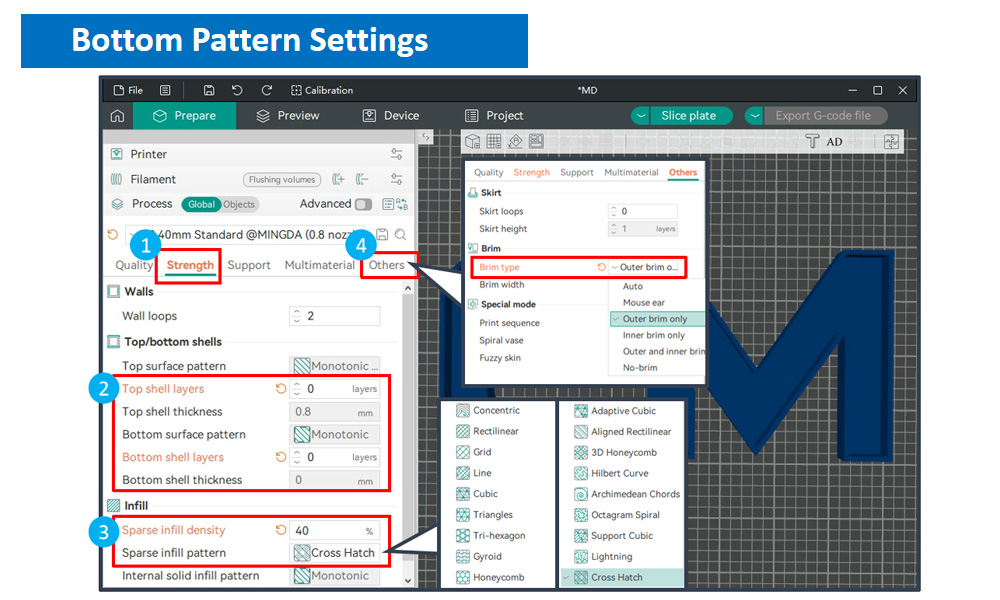 Bottom Pattern Settings
File
Calibration
*MD
Prepare
Preview
Device
Project
Slice plate
Export G-code file
Printer
Filament
Flushing volumes
Process
Global
Objects
Advanced
40mm Standard @MINGDA (0.8 nozz
1
4
Quality
Strength
Support
Multimaterial
Others
Walls
Wall loops
2
Top/bottom shells
Top surface pattern
Monotonic ...
2
Top shell layers
0
layers
Top shell thickness
0.8
mm
Bottom surface pattern
Monotonic
Bottom shell layers
0
layers
Bottom shell thickness
0
mm
Infill
3
Sparse infill density
40
%
Sparse infill pattern
Cross Hatch
Internal solid infill pattern
Monotonic
AD
Quality
Strength
Support
Multimaterial
Others
Skirt
Skirt loops
0
Skirt height
1
layers
Brim
Brim type
Outer brim o...
Brim width
Auto
Mouse ear
Special mode
Outer brim only
Print sequence
Inner brim only
Spiral vase
Outer and inner brim
Fuzzy skin
No-brim
Concentric
Rectilinear
Grid
Line
Cubic
Triangles
Tri-hexagon
Gyroid
Honeycomb
Adaptive Cubic
Aligned Rectilinear
3D Honeycomb
Hilbert Curve
Archimedean Chords
Octagram Spiral
Support Cubic
Lightning
Cross Hatch
M